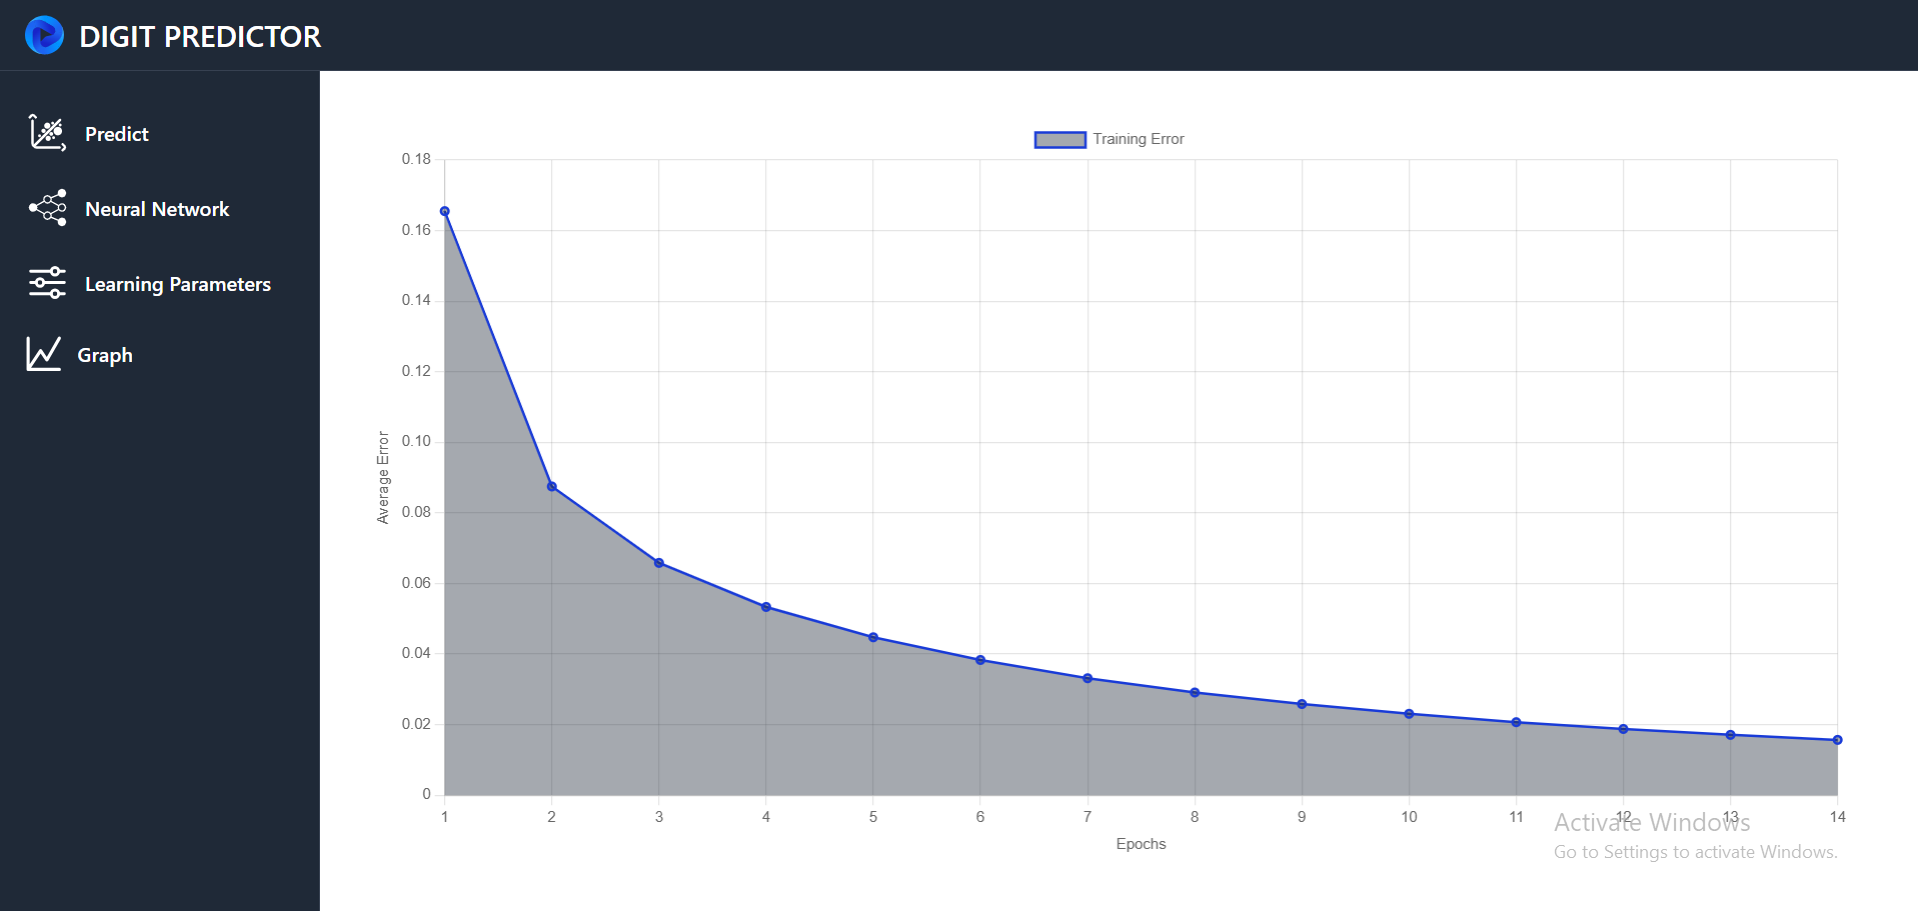 DIGIT PREDICTOR
Predict
Neural Network
Learning Parameters
Graph
Training Error
0.18
0.16
0.14
0.12
0.10
0.08
0.06
0.04
0.02
0
Average Error
1 2 3 4 5 6 7 8 9 10 11 12 13 14
Epochs
Activate Windows
Go to Settings to activate Windows.